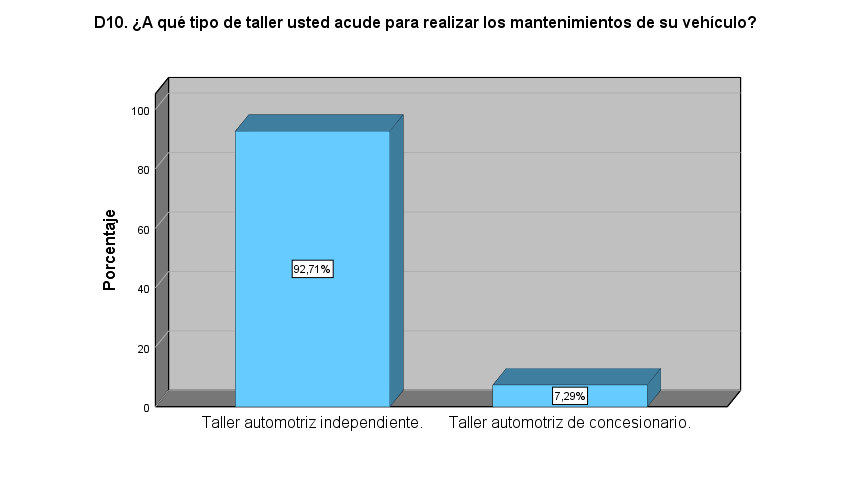 D10. ¿A qué tipo de taller usted acude para realizar los mantenimientos de su vehículo?
Porcentaje
100
80
60
40
20
0
92,71%
7,29%
Taller automotriz independiente.
Taller automotriz de concesionario.